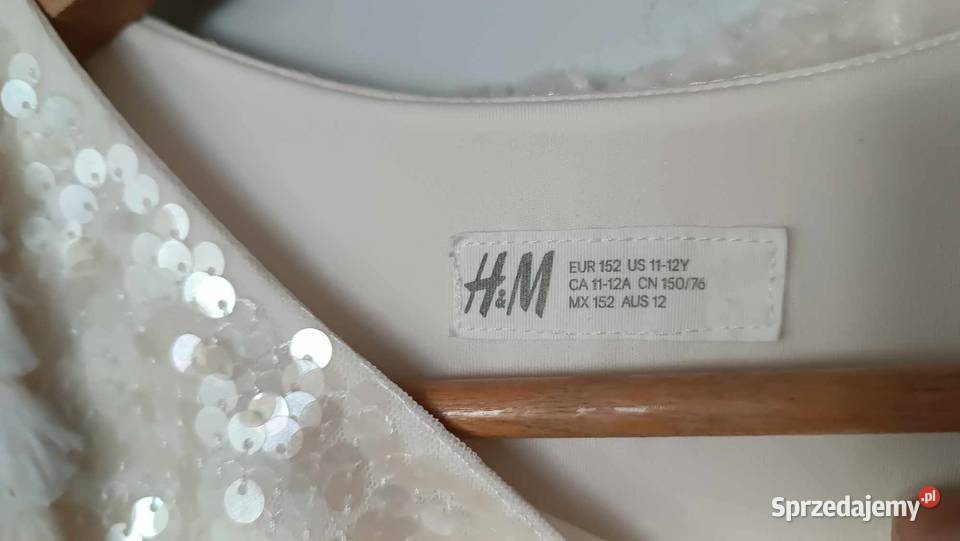 H&M
EUR 152 US 11-12Y
CA 11-12A CN 150/76
MX 152 AUS 12
Sprzedajemy.pl